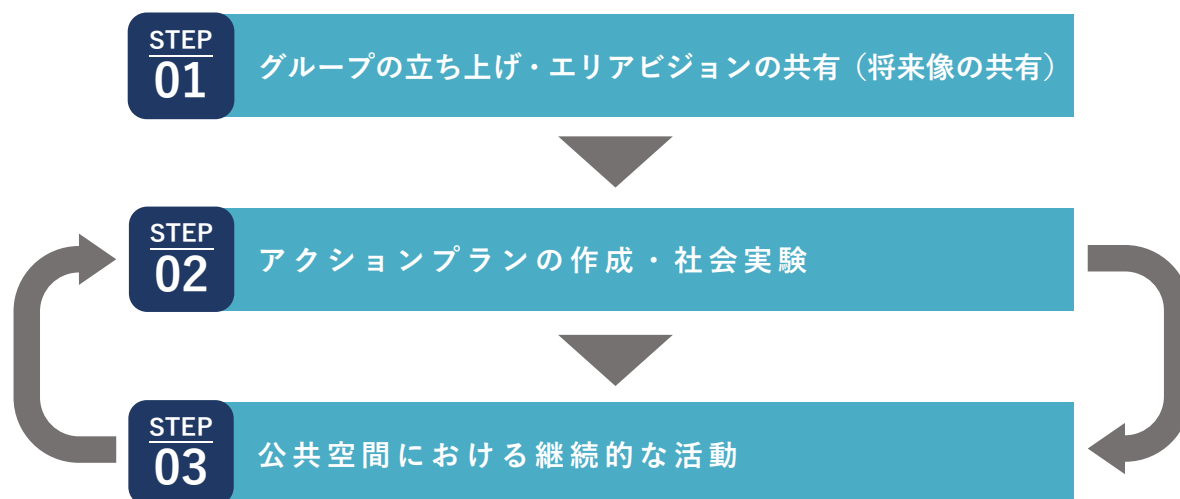 STEP
01
グループの立ち上げ・エリアビジョンの共有（将来像の共有）
STEP
02
アクションプランの作成・社会実験
STEP
03
公共空間における継続的な活動